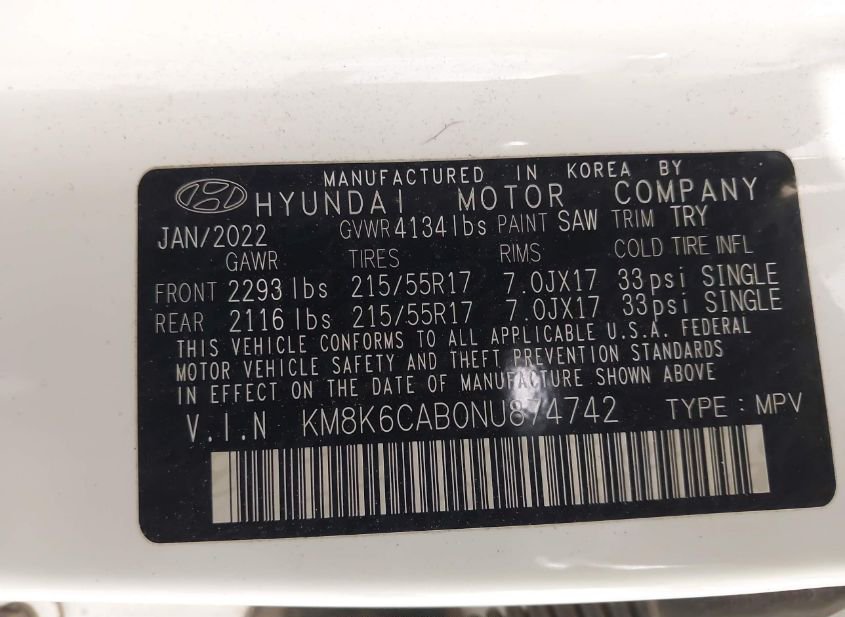 MANUFACTURED IN KOREA BY
HYUNDAI MOTOR COMPANY
JAN/2022 GVWR 4134lbs PAINT SAW TRIM TRY
GAWR TIRES RIMS COLD TIRE INFL
FRONT 2293 lbs 215/55R17 7.0JX17 33psi SINGLE
REAR 2116 lbs 215/55R17 7.0JX17 33psi SINGLE
THIS VEHICLE CONFORMS TO ALL APPLICABLE U.S.A. FEDERAL
MOTOR VEHICLE SAFETY AND THEFT PREVENTION STANDARDS
IN EFFECT ON THE DATE OF MANUFACTURE SHOWN ABOVE
V.I.N KM8K6CAB0NU874742 TYPE : MPV